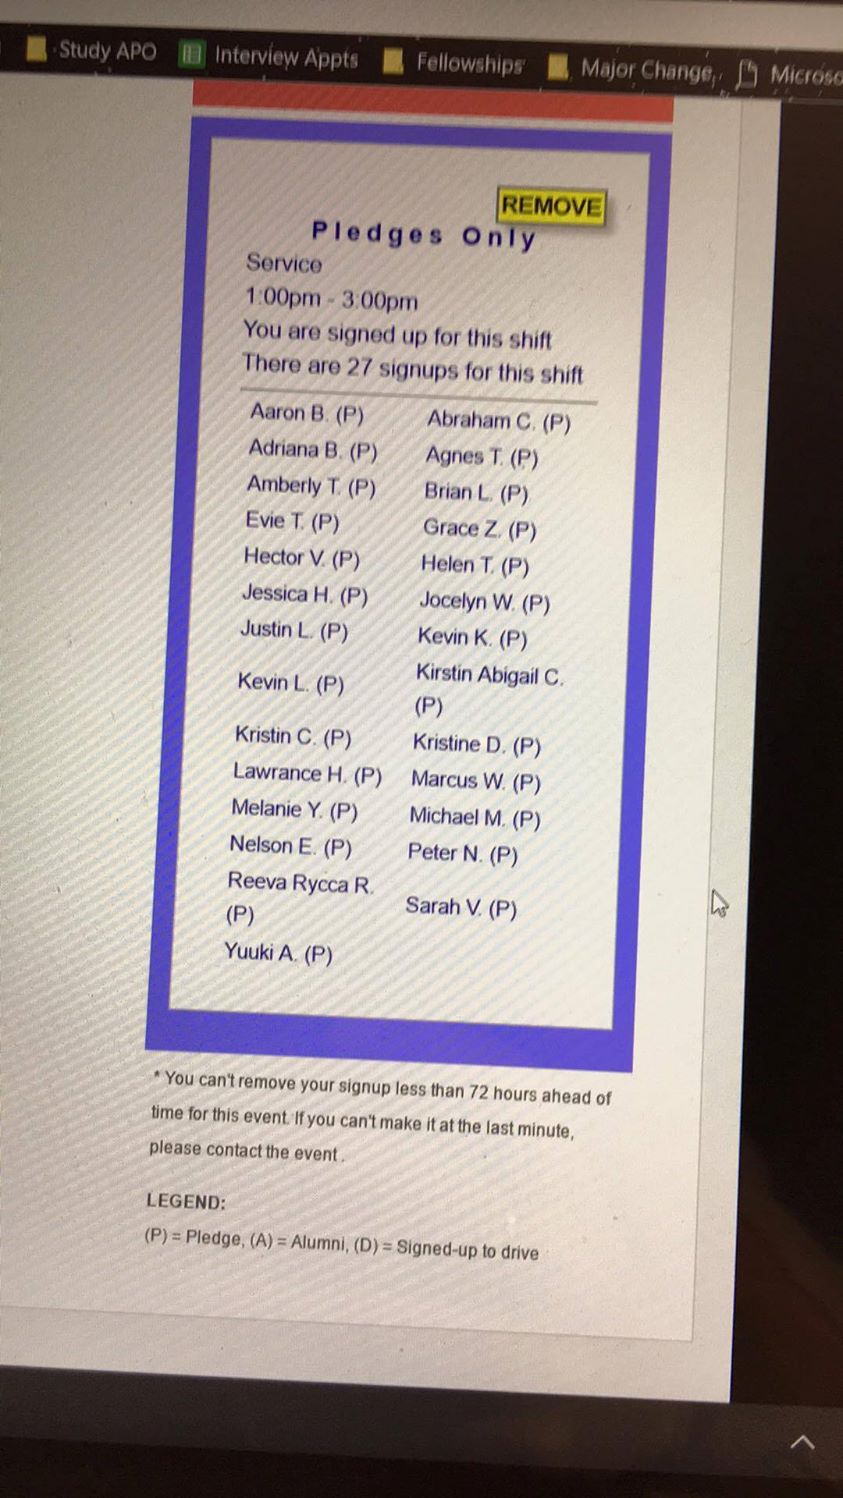 Study APO Interview Appts Fellowships Major Change,
REMOVE
Pledges Only
Service
1:00pm - 3:00pm
You are signed up for this shift
There are 27 signups for this shift
Aaron B. (P) Abraham C. (P)
Adriana B. (P) Agnes T. (P)
Amberly T. (P) Brian L. (P)
Evie T. (P) Grace Z. (P)
Hector V. (P) Helen T. (P)
Jessica H. (P) Jocelyn W. (P)
Justin L. (P) Kevin K. (P)
Kevin L. (P) Kirstin Abigail C.
(P)
Kristin C. (P) Kristine D. (P)
Lawrance H. (P) Marcus W. (P)
Melanie Y. (P) Michael M. (P)
Nelson E. (P) Peter N. (P)
Reeva Rycca R.
(P) Sarah V. (P)
Yuuki A. (P)
* You can't remove your signup less than 72 hours ahead of
time for this event. If you can't make it at the last minute,
please contact the event .
LEGEND:
(P) = Pledge, (A) = Alumni, (D) = Signed-up to drive